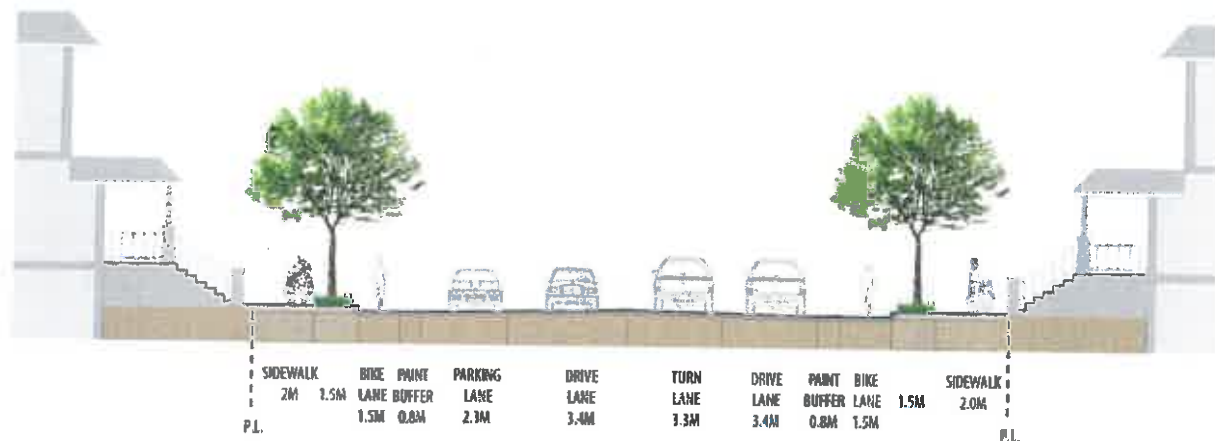 SIDEWALK
2M
1.5M
BIKE
LANE
1.5M
PAINT
BUFFER
0.8M
PARKING
LANE
2.3M
DRIVE
LANE
3.4M
TURN
LANE
3.3M
DRIVE
LANE
3.4M
PAINT
BUFFER
0.8M
BIKE
LANE
1.5M
1.5M
SIDEWALK
2.0M
P.L.
P.L.